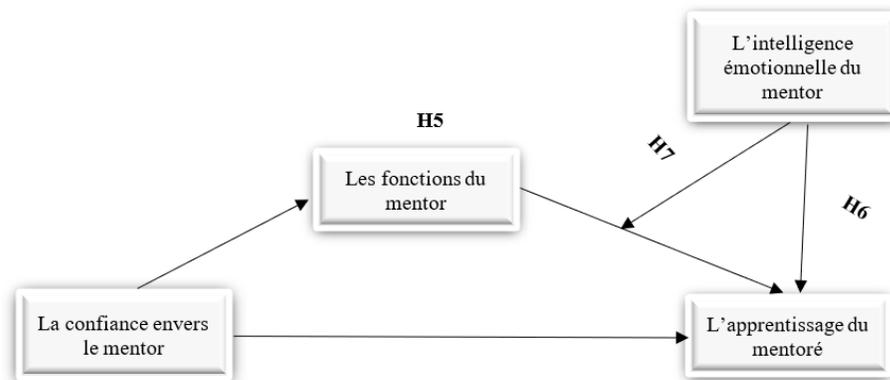 L’intelligence
émotionnelle du
mentor
H5
H7
Les fonctions du
mentor
H6
La confiance envers
le mentor
L’apprentissage du
mentoré